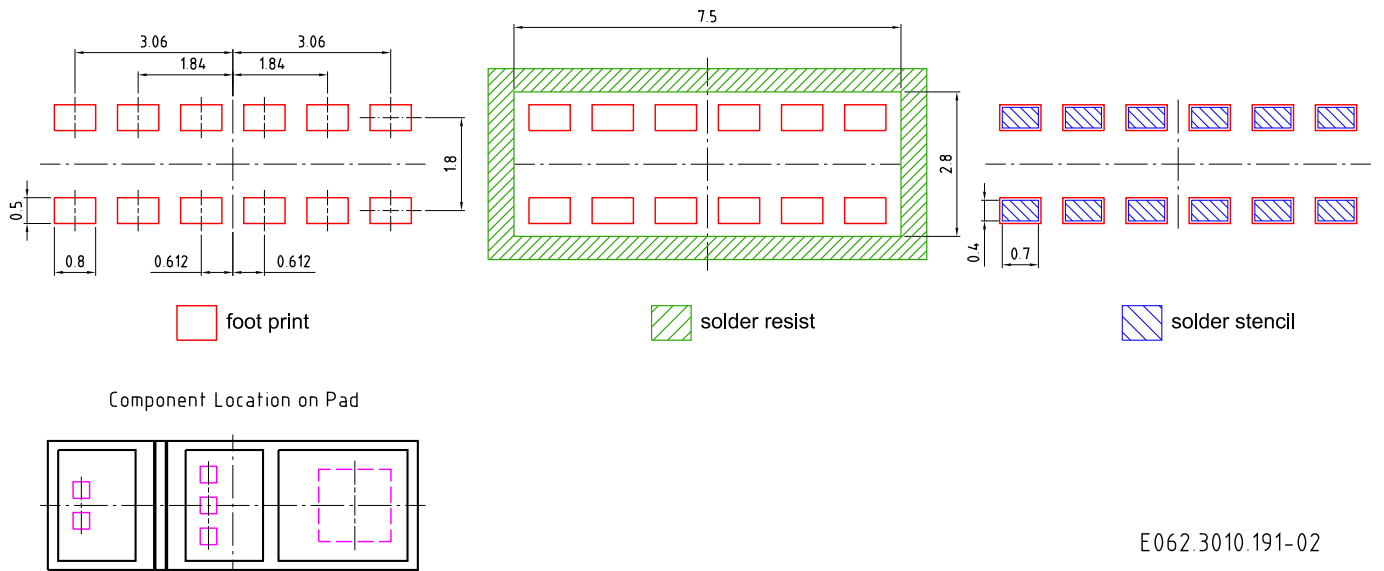 3.06
3.06
1.84
1.84
1.8
0.5
0.8
0.612
0.612
7.5
2.8
0.4
0.7
foot print
solder resist
solder stencil
Component Location on Pad
E062.3010.191-02